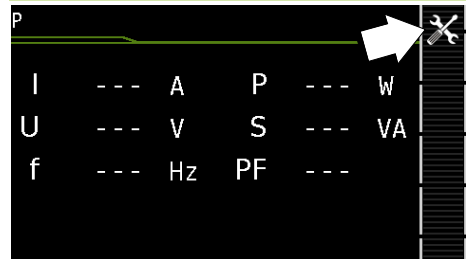 P
I --- A P --- W
U --- V S --- VA
f --- Hz PF ---